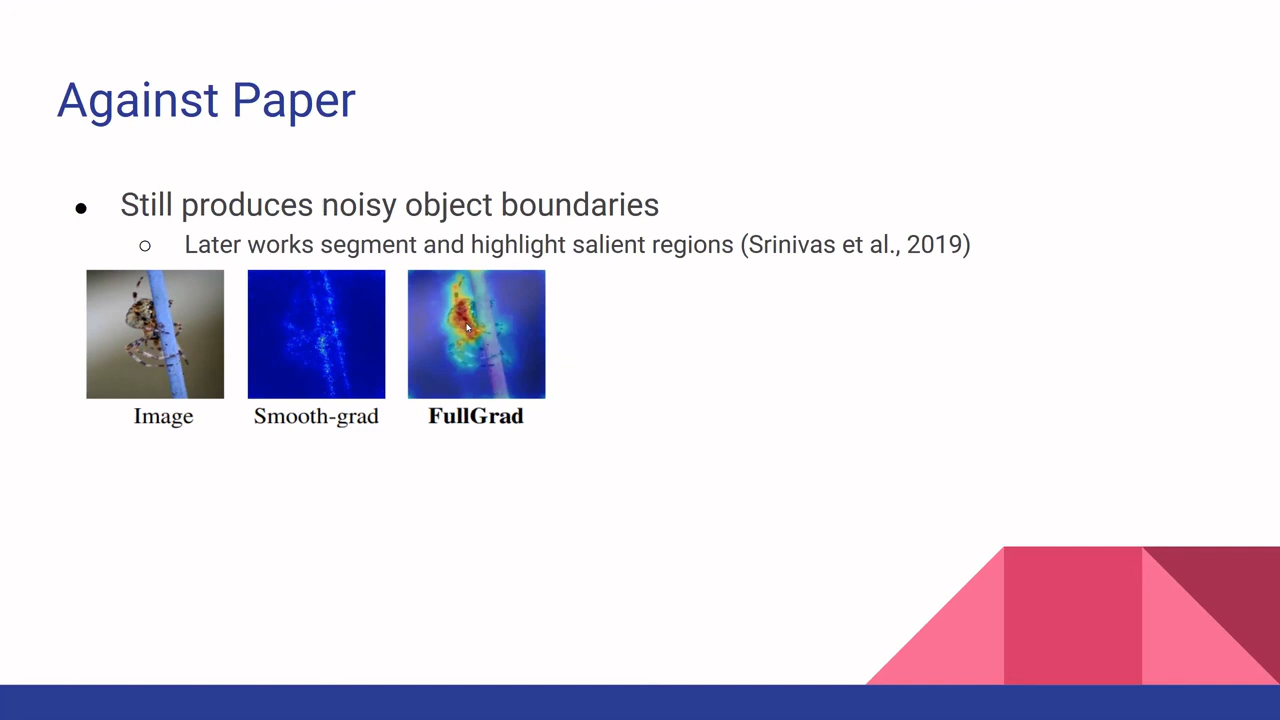 Against Paper
● Still produces noisy object boundaries
○ Later works segment and highlight salient regions (Srinivas et al., 2019)
Image Smooth-grad FullGrad